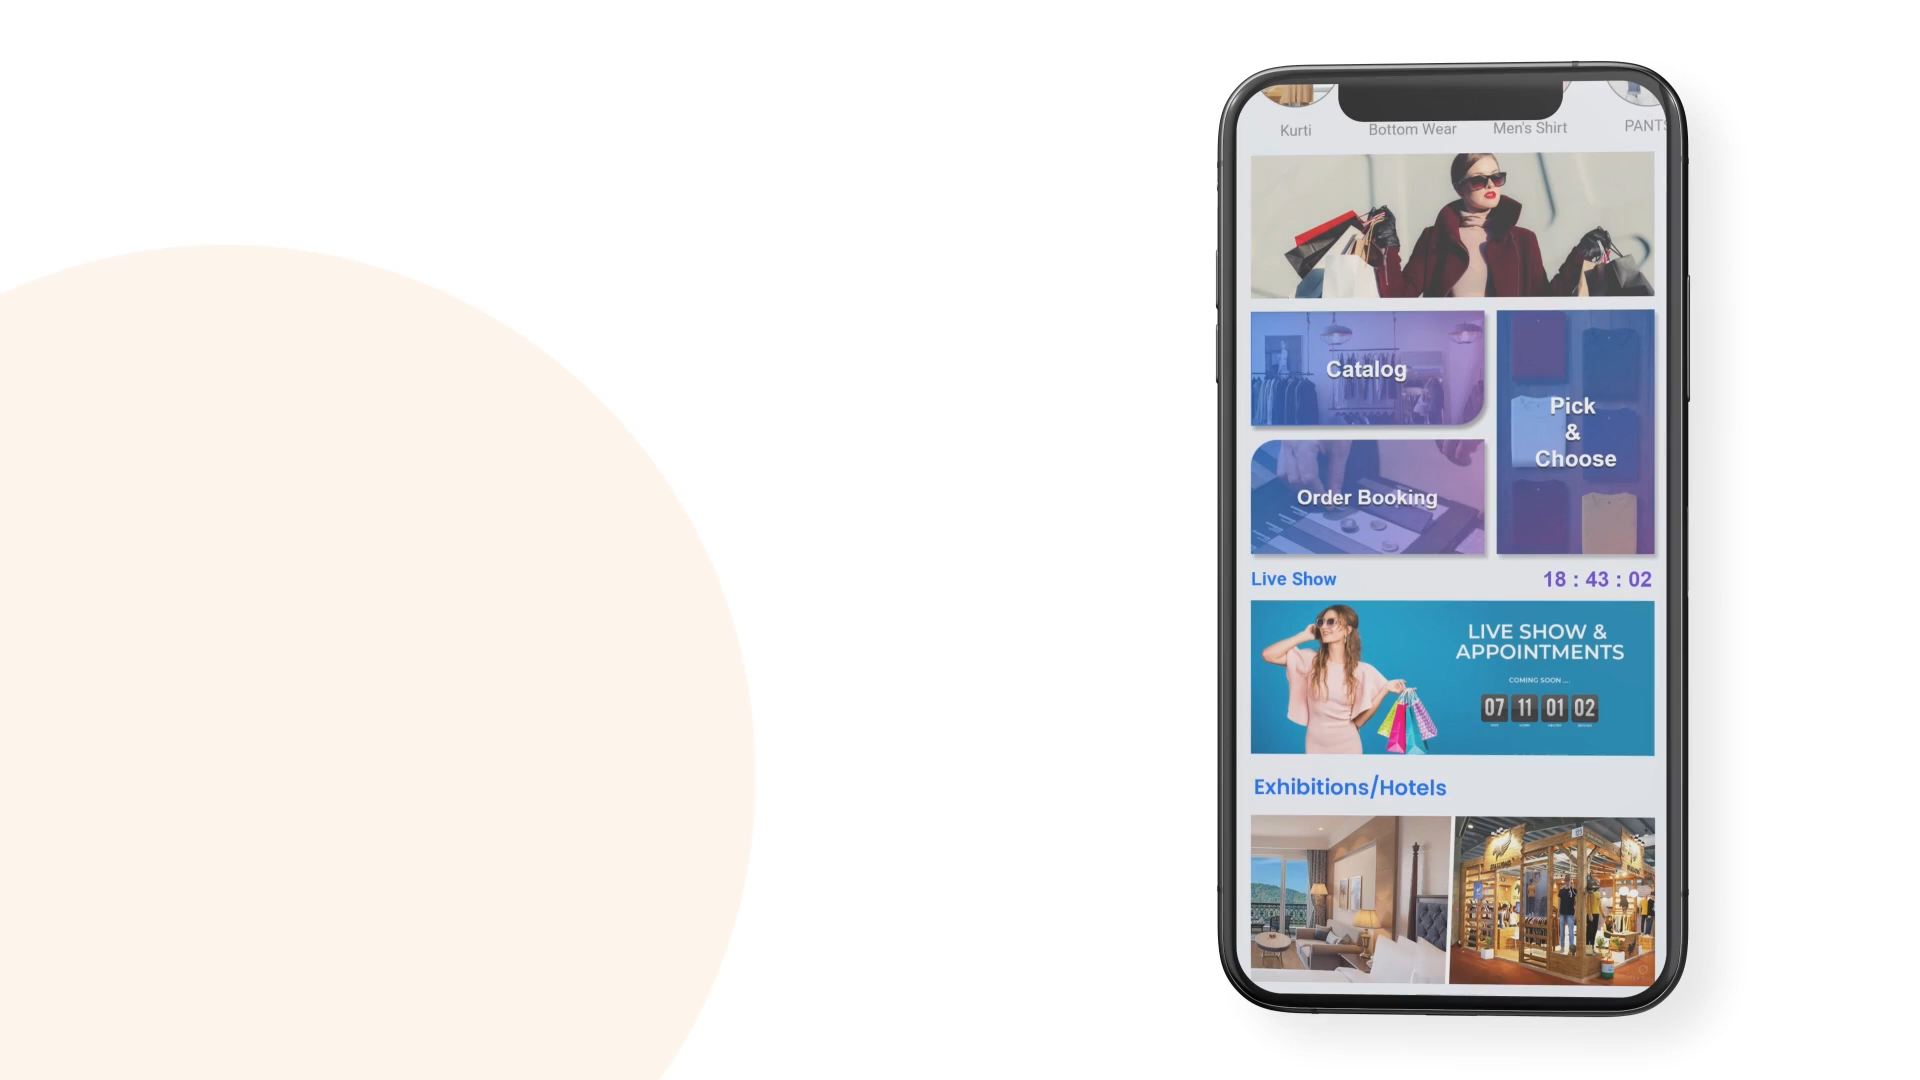 Kurti
Bottom Wear
Men's Shirt
PANTS
Catalog
Pick
&
Choose
Order Booking
Live Show
18 : 43 : 02
LIVE SHOW &
APPOINTMENTS
COMING SOON ....
07 11 01 02
Exhibitions/Hotels